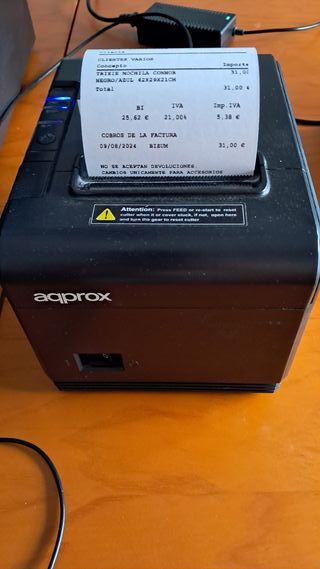 CLIENTES VARIOS
Concepto Importe
TRIXIE MOCHILA CONNOR 31,00
NEGRO/AZUL 42X29X21CM
Total 31,00 €
BI IVA Imp.IVA
25,62 € 21,00% 5,38 €
COBROS DE LA FACTURA
09/08/2024 BIZUM 31,00 €
NO SE ACEPTAN DEVOLUCIONES.
CAMBIOS UNICAMENTE PARA ACCESORIOS
Attention: Press FEED or re-start to reset
cutter when it or cover stuck, if not, open here
and turn the gear to reset cutter
aqprox